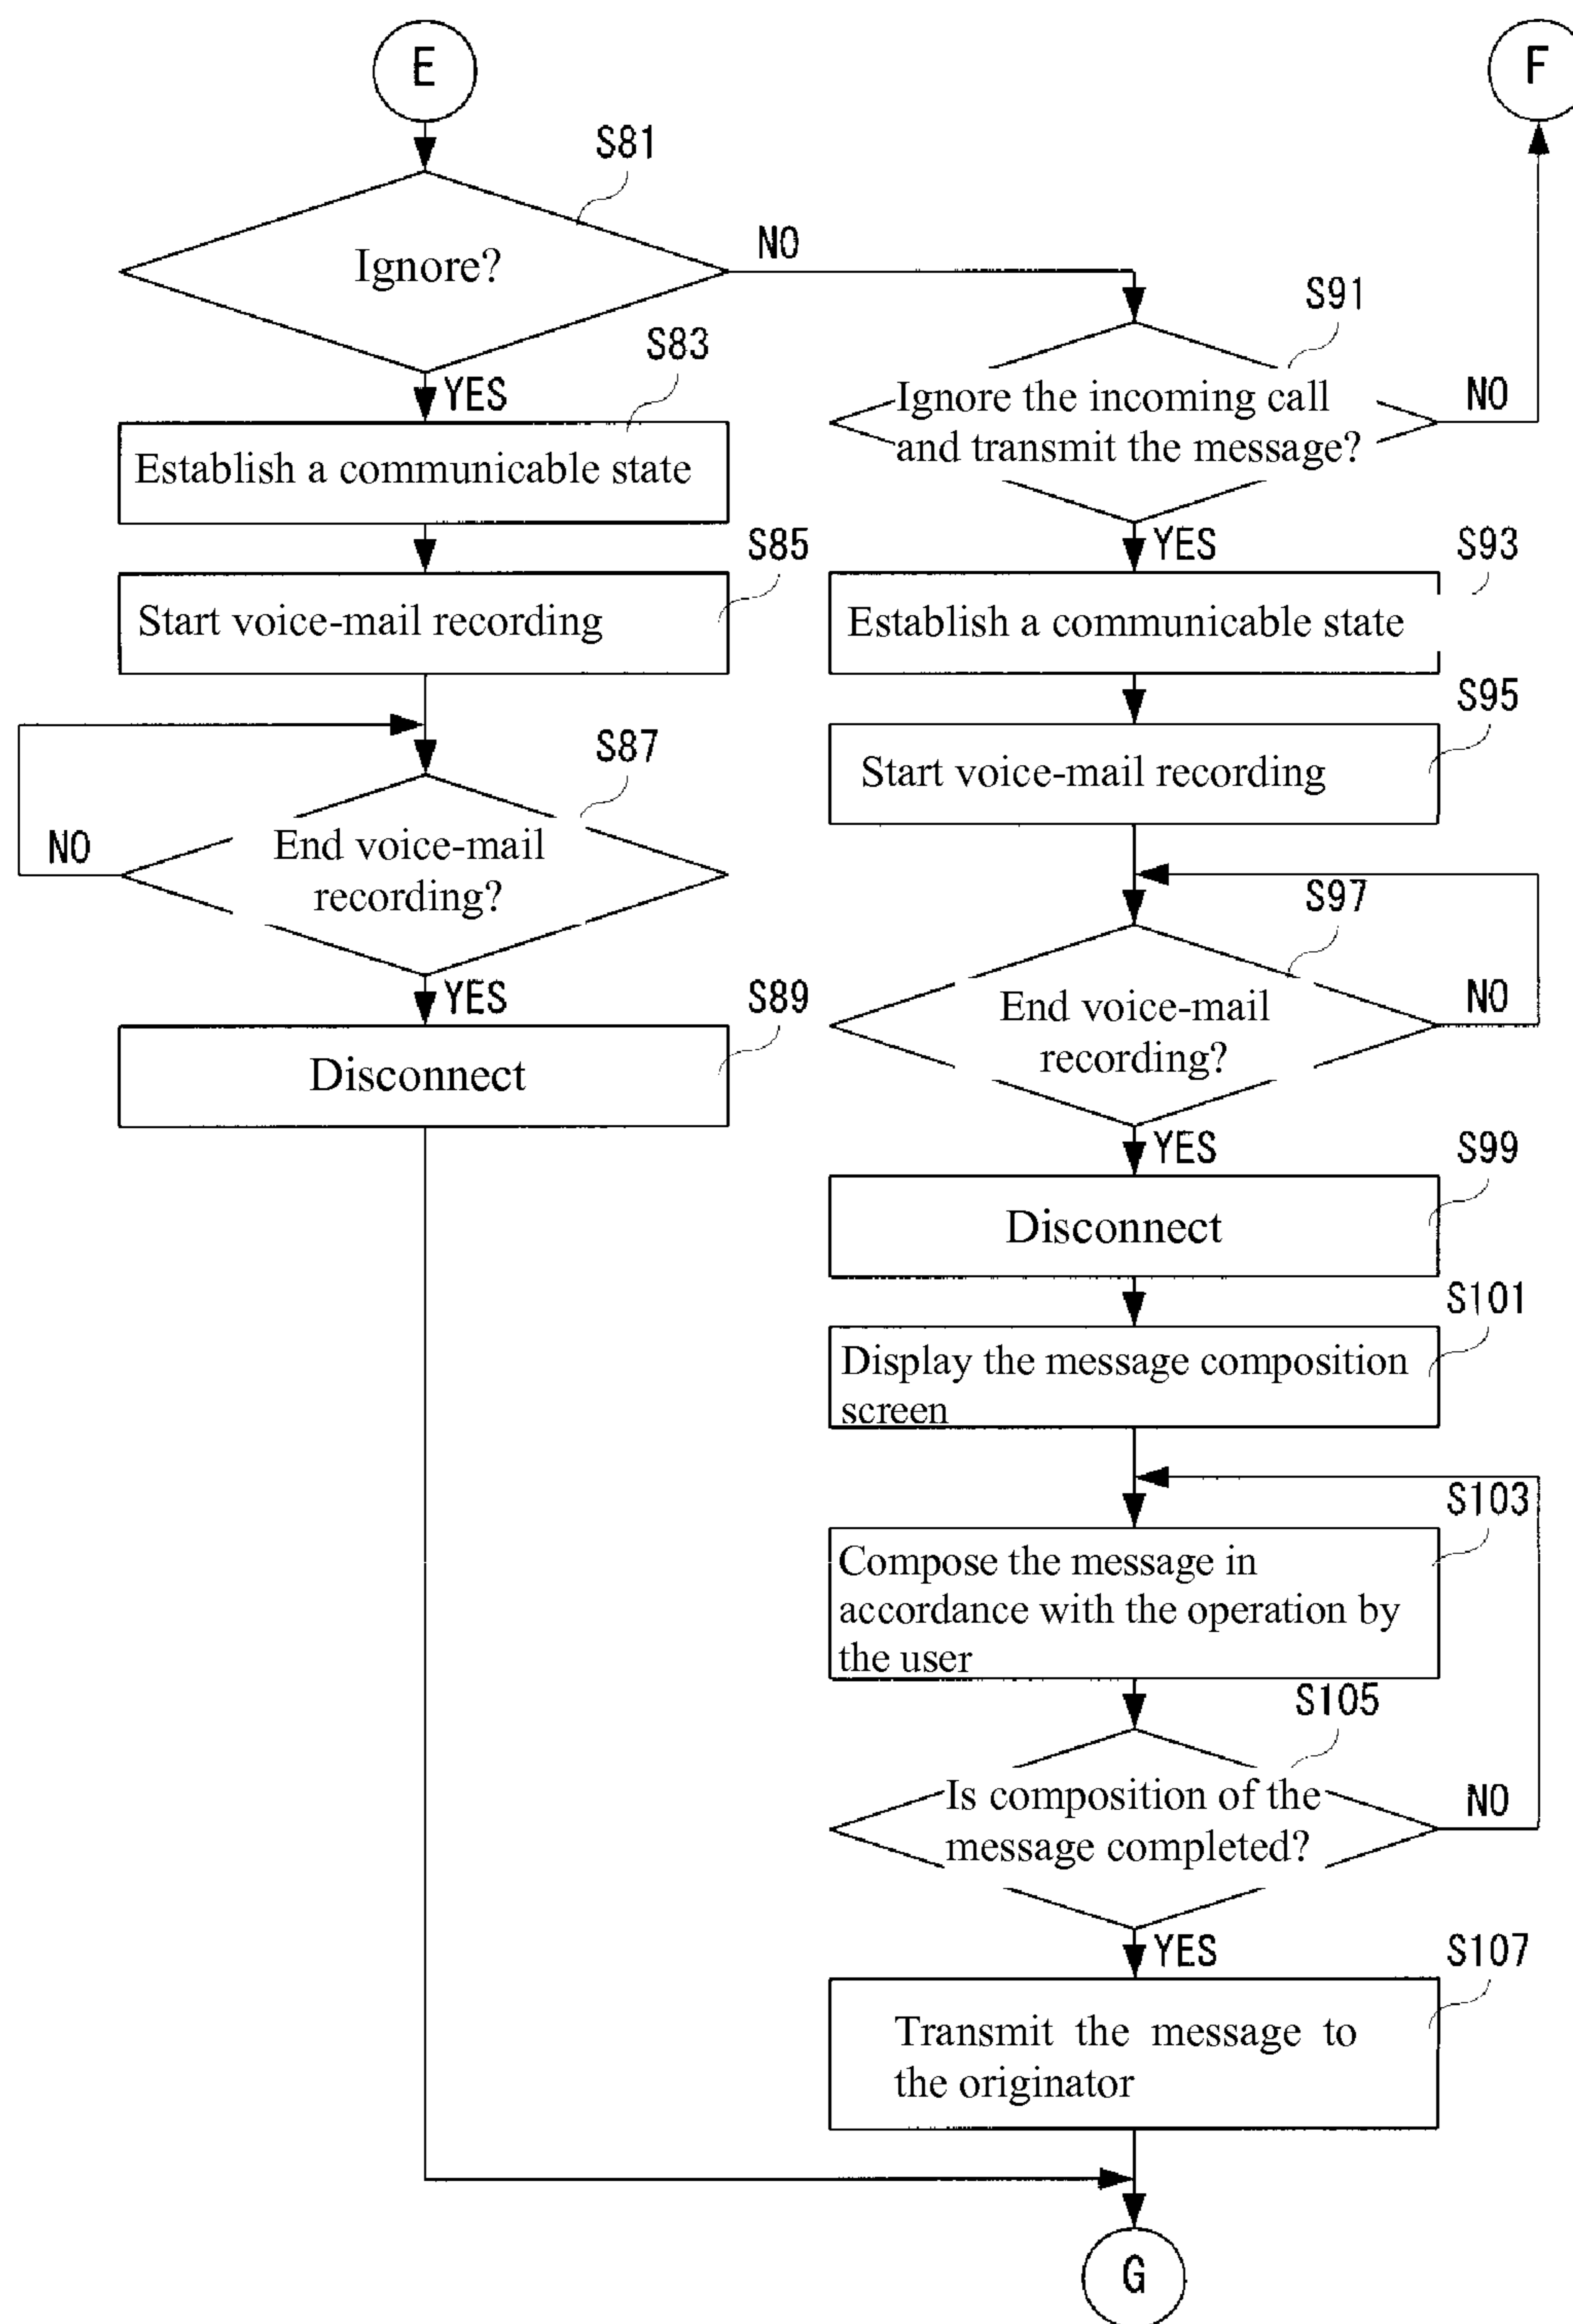 E
F
S81
Ignore?
NO
S91
S83
YES
Ignore the incoming call
and transmit the message?
NO
Establish a communicable state
S85
YES
S93
Start voice-mail recording
Establish a communicable state
S95
S87
Start voice-mail recording
End voice-mail
recording?
NO
S97
YES
S89
End voice-mail
recording?
NO
Disconnect
YES
S99
Disconnect
S101
Display the message composition
screen
S103
Compose the message in
accordance with the operation by
the user
S105
Is composition of the
message completed?
NO
YES
S107
Transmit the message to
the originator
G